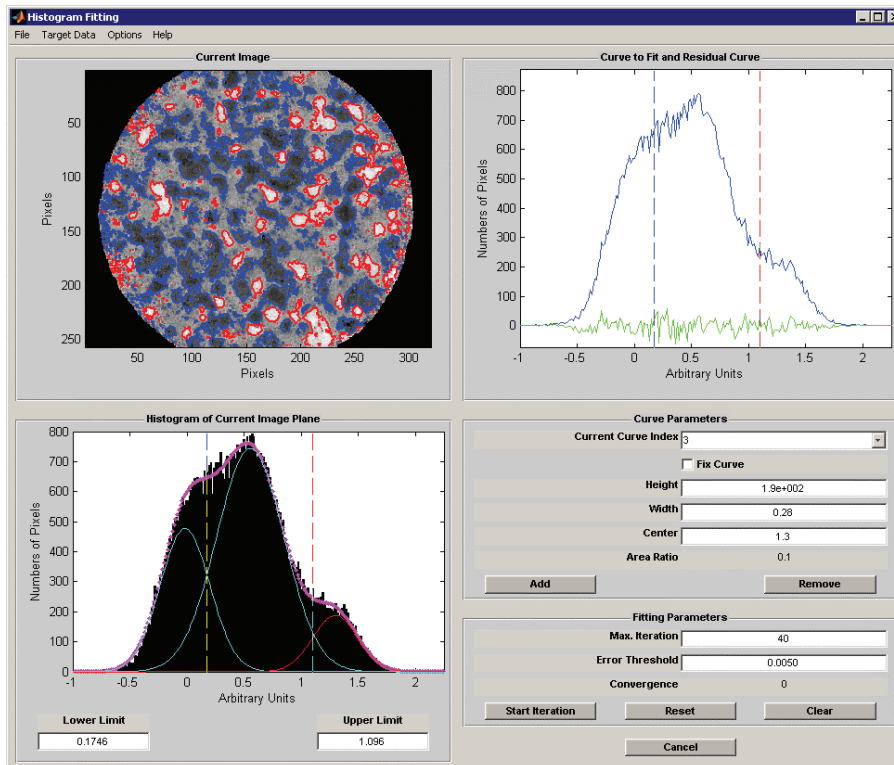 Histogram Fitting
File Target Data Options Help
Current Image
50
100
150
200
250
Pixels
50 100 150 200 250 300
Pixels
Curve to Fit and Residual Curve
800
700
600
500
400
300
200
100
0
Numbers of Pixels
-1 -0.5 0 0.5 1 1.5 2
Arbitrary Units
Histogram of Current Image Plane
800
700
600
500
400
300
200
100
0
Numbers of Pixels
-1 -0.5 0 0.5 1 1.5 2
Arbitrary Units
Lower Limit Upper Limit
0.1746 1.096
Curve Parameters
Current Curve Index 3
Fix Curve
Height 1.9e+002
Width 0.28
Center 1.3
Area Ratio 0.1
Add Remove
Fitting Parameters
Max. Iteration 40
Error Threshold 0.0050
Convergence 0
Start Iteration Reset Clear
Cancel